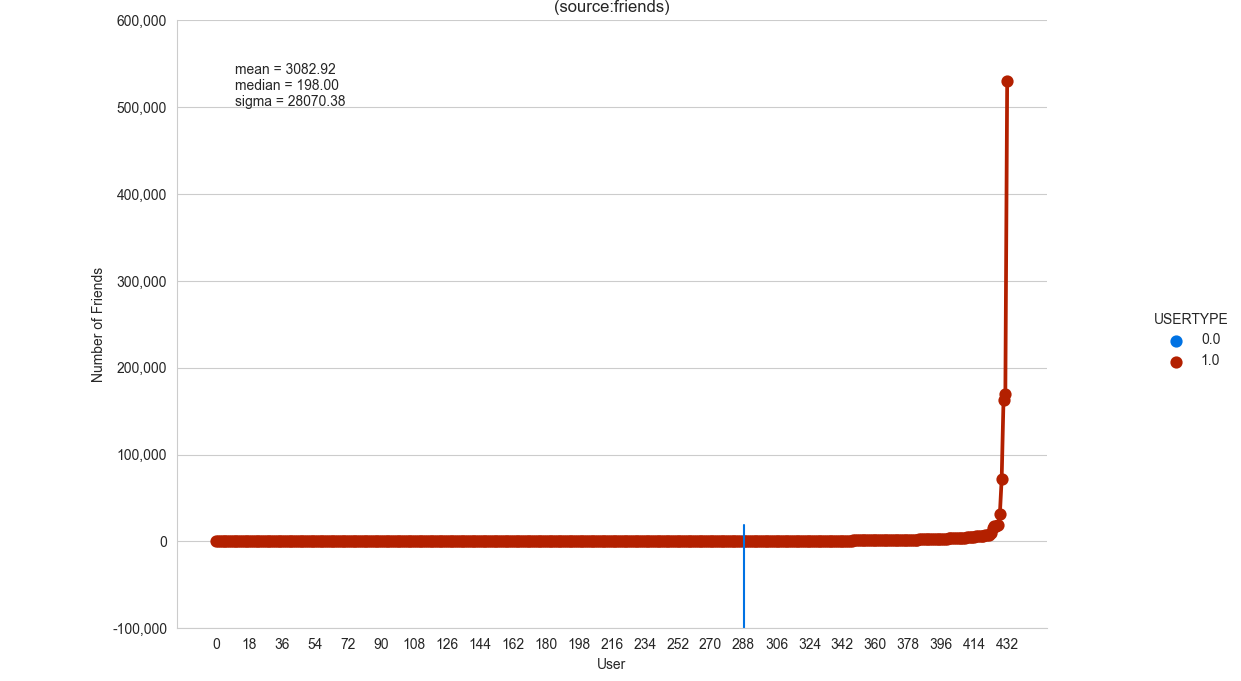 (source:friends)
600,000
500,000
400,000
300,000
200,000
100,000
0
-100,000
Number of Friends
mean = 3082.92
median = 198.00
sigma = 28070.38
0 18 36 54 72 90 108 126 144 162 180 198 216 234 252 270 288 306 324 342 360 378 396 414 432
User
USERTYPE
0.0
1.0